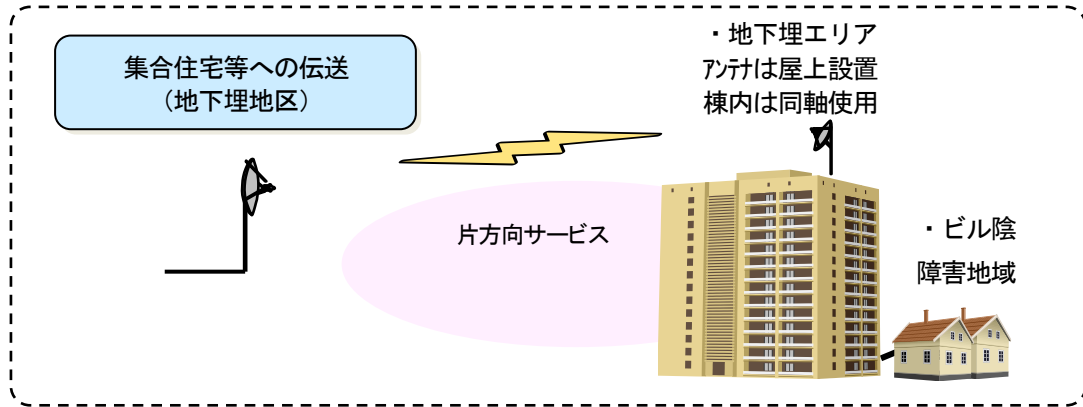 集合住宅等への伝送
（地下埋地区）
・地下埋エリア
ｱﾝﾃﾅは屋上設置
棟内は同軸使用
片方向サービス
・ビル陰
障害地域